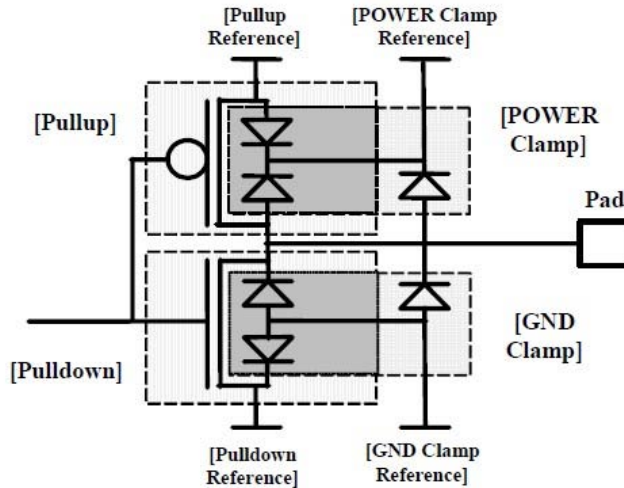 [Pullup
Reference]
[POWER Clamp
Reference]
[Pullup]
[POWER
Clamp]
Pad
[GND
Clamp]
[Pulldown]
[Pulldown
Reference]
[GND Clamp
Reference]